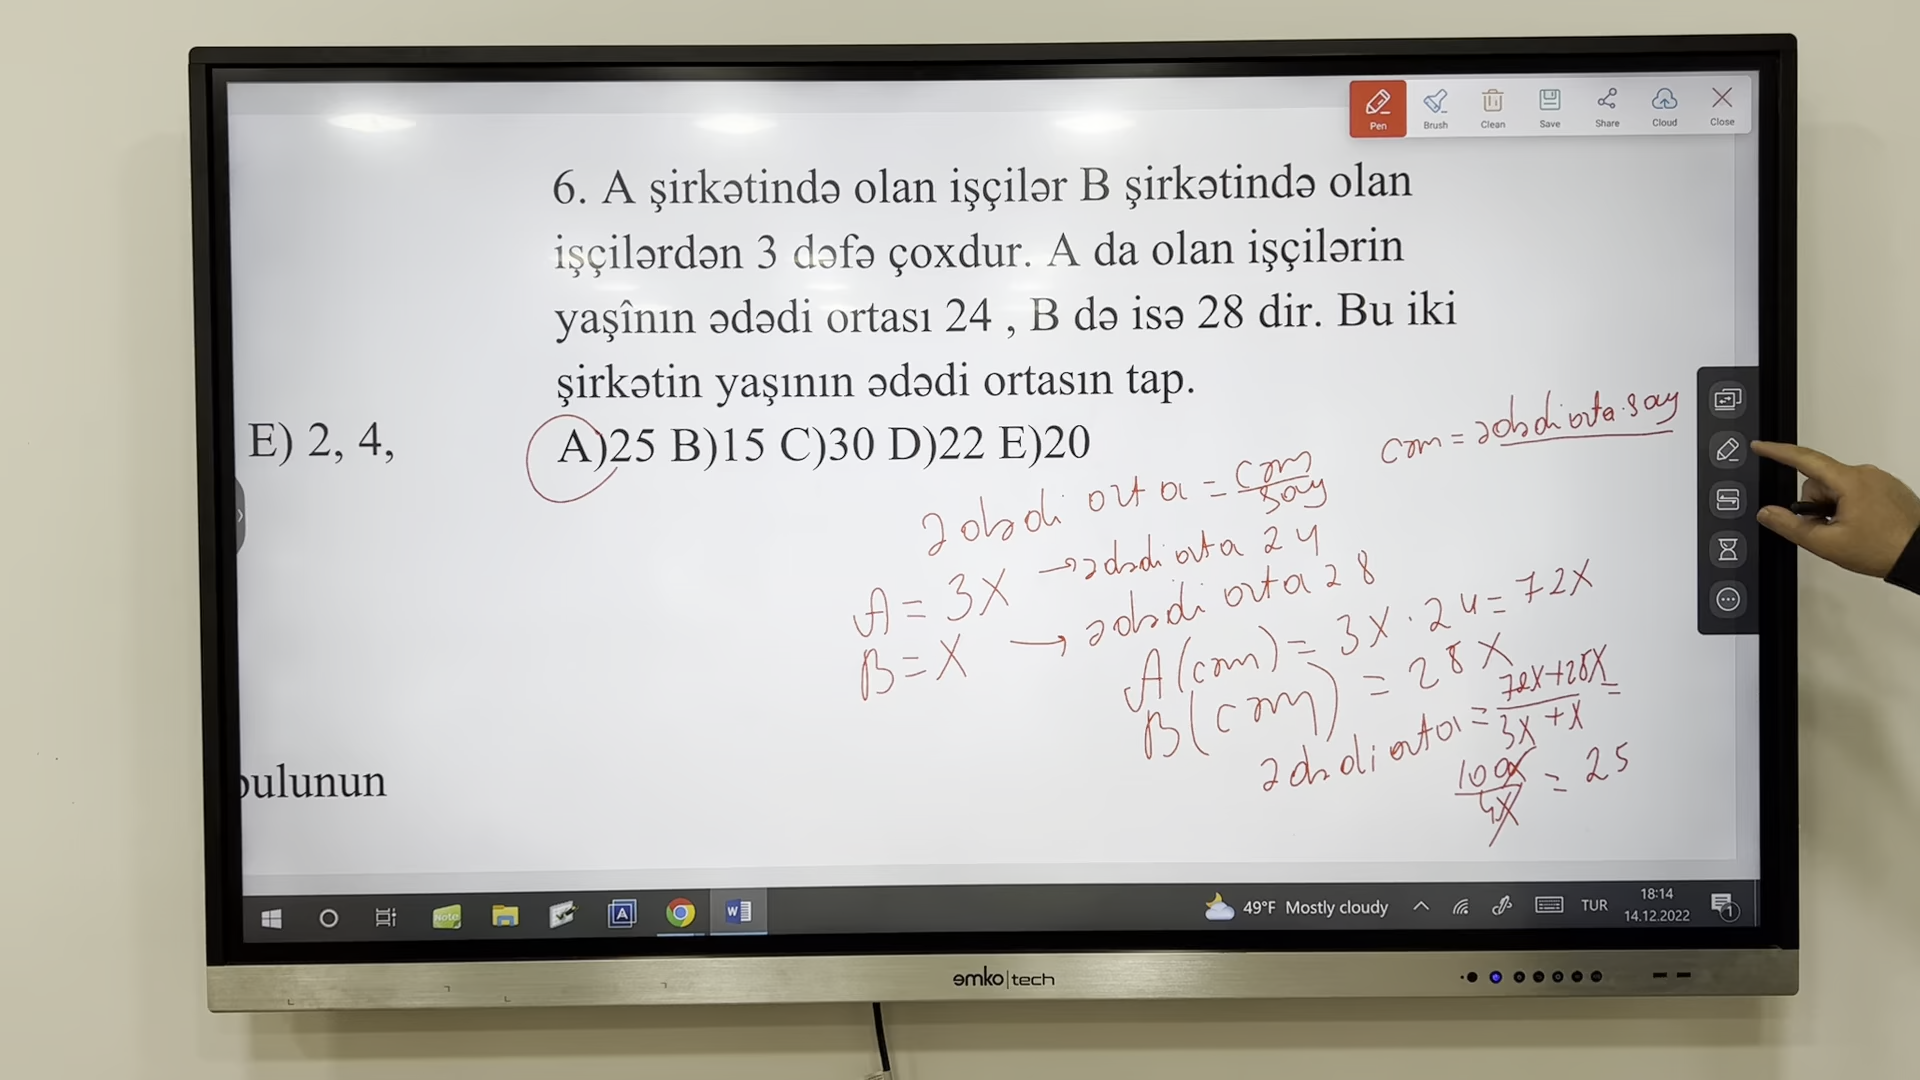 Pen Brush Clean Save Share Cloud Close
6. A şirkətində olan işçilər B şirkətində olan
işçilərdən 3 dəfə çoxdur. A da olan işçilərin
yaşînın ədədi ortası 24 , B də isə 28 dir. Bu iki
şirkətin yaşının ədədi ortasın tap.
E) 2, 4,
A)25 B)15 C)30 D)22 E)20
cəm = ədədi orta · say
ədədi orta = cəm / say
A = 3X → ədədi orta 24
B = X → ədədi orta 28
A(cəm) = 3X · 24 = 72X
B(cəm) = 28X
ədədi orta = 72X+28X / 3X+X =
100X / 4X = 25
bulunun
49°F Mostly cloudy
TUR
18:14
14.12.2022
1
emko|tech